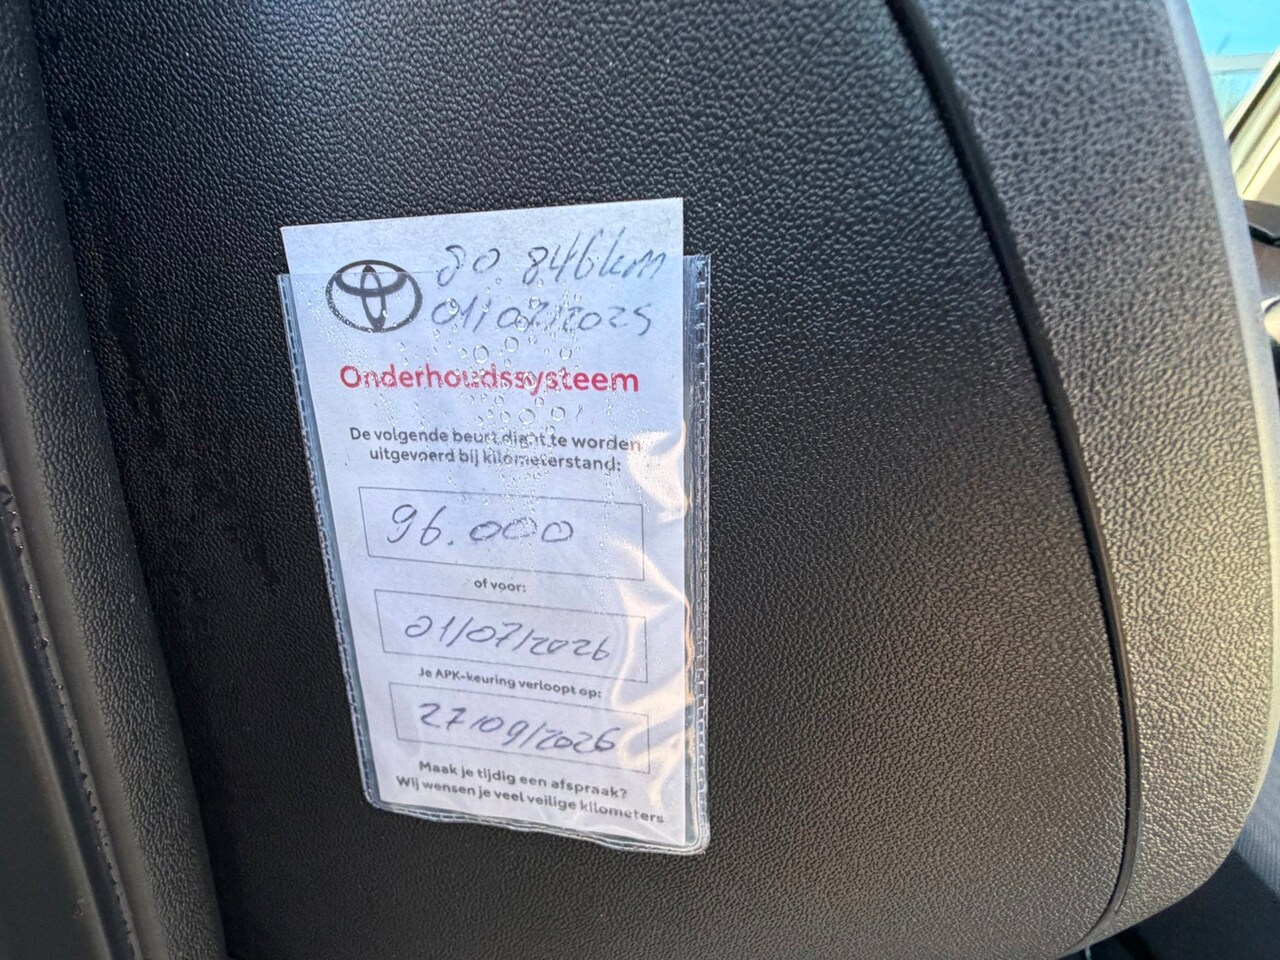 80.846km
01/07/2025
Onderhoudssysteem
De volgende beurt dient te worden
uitgevoerd bij kilometerstand:
96.000
of voor:
01/07/2026
Je APK-keuring verloopt op:
27/09/2026
Maak je tijdig een afspraak?
Wij wensen je veel veilige kilometers